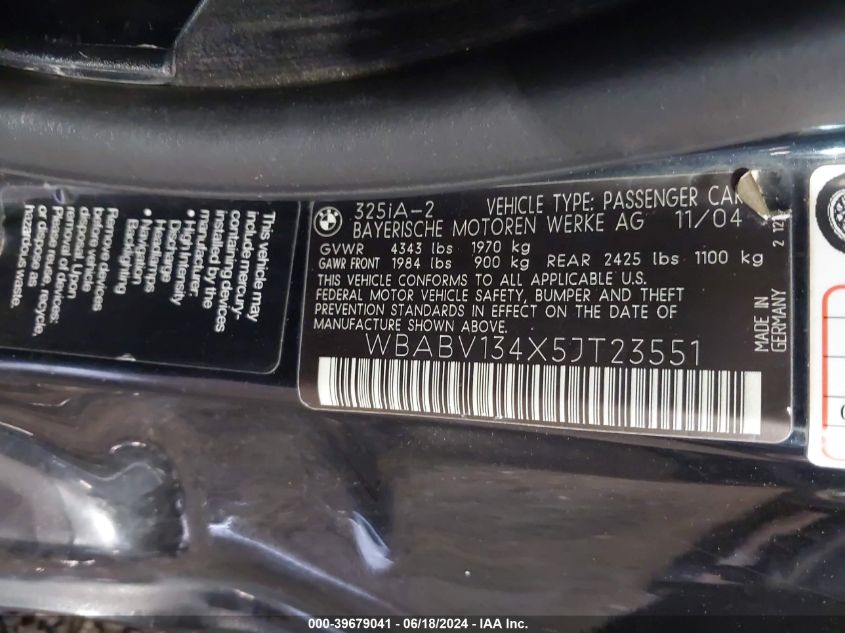 This vehicle may
include mercury-
containing devices
installed by the
manufacturer:
• High Intensity
Discharge
Headlamps
• Navigation
Backlighting
Remove devices
before vehicle
disposal. Upon
removal of devices:
Please reuse, recycle,
or dispose as
hazardous waste.
325iA-2 VEHICLE TYPE: PASSENGER CAR
BAYERISCHE MOTOREN WERKE AG 11/04
GVWR 4343 lbs 1970 kg
GAWR FRONT 1984 lbs 900 kg REAR 2425 lbs 1100 kg
THIS VEHICLE CONFORMS TO ALL APPLICABLE U.S.
FEDERAL MOTOR VEHICLE SAFETY, BUMPER AND THEFT
PREVENTION STANDARDS IN EFFECT ON THE DATE OF
MANUFACTURE SHOWN ABOVE.
WBABV134X5JT23551
MADE IN
GERMANY
000-39679041 / 06/18/2024 - IAA Inc.